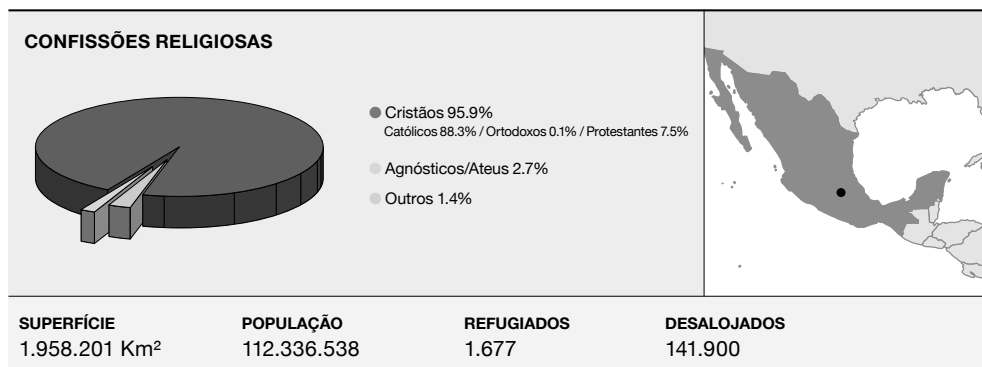 CONFISSÕES RELIGIOSAS
Cristãos 95.9%
Católicos 88.3% / Ortodoxos 0.1% / Protestantes 7.5%
Agnósticos/Ateus 2.7%
Outros 1.4%
SUPERFÍCIE POPULAÇÃO REFUGIADOS DESALOJADOS
1.958.201 Km² 112.336.538 1.677 141.900